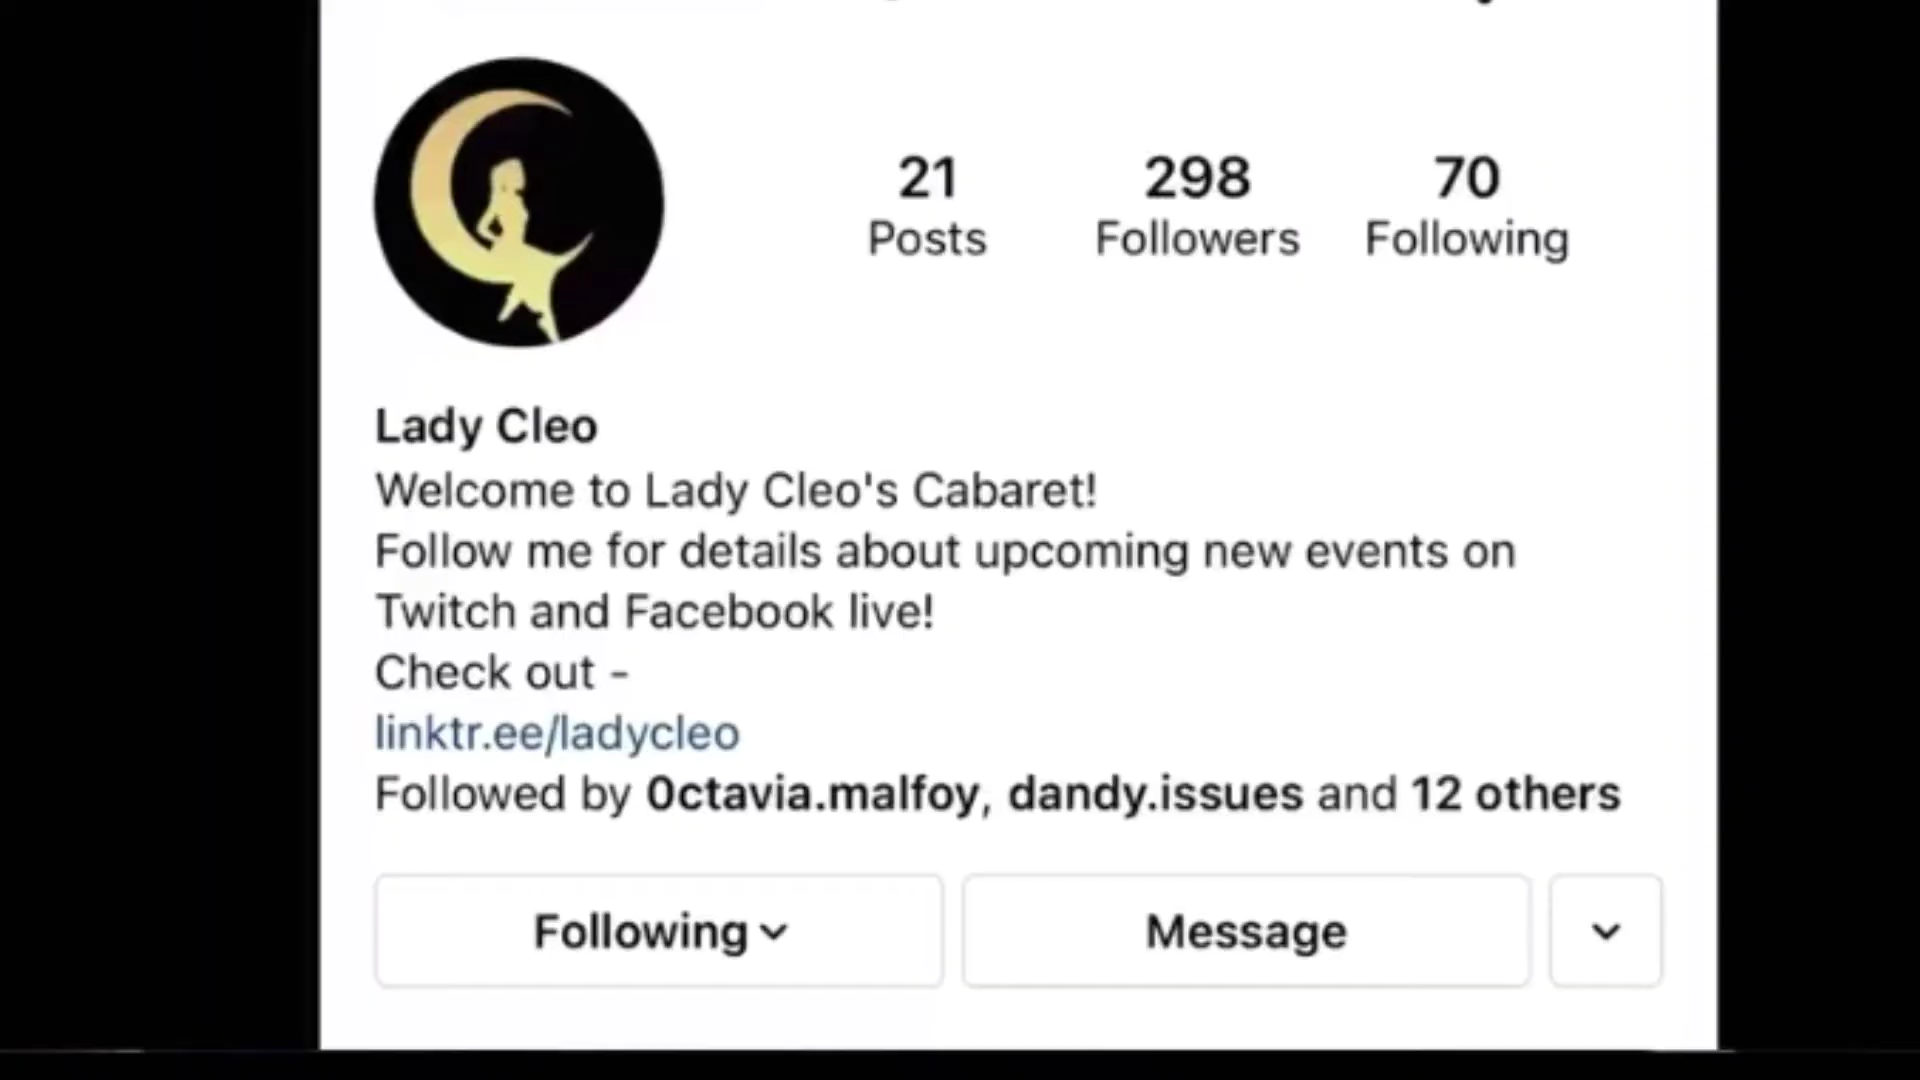 21 298 70
Posts Followers Following
Lady Cleo
Welcome to Lady Cleo's Cabaret!
Follow me for details about upcoming new events on
Twitch and Facebook live!
Check out -
linktr.ee/ladycleo
Followed by 0ctavia.malfoy, dandy.issues and 12 others
Following Message